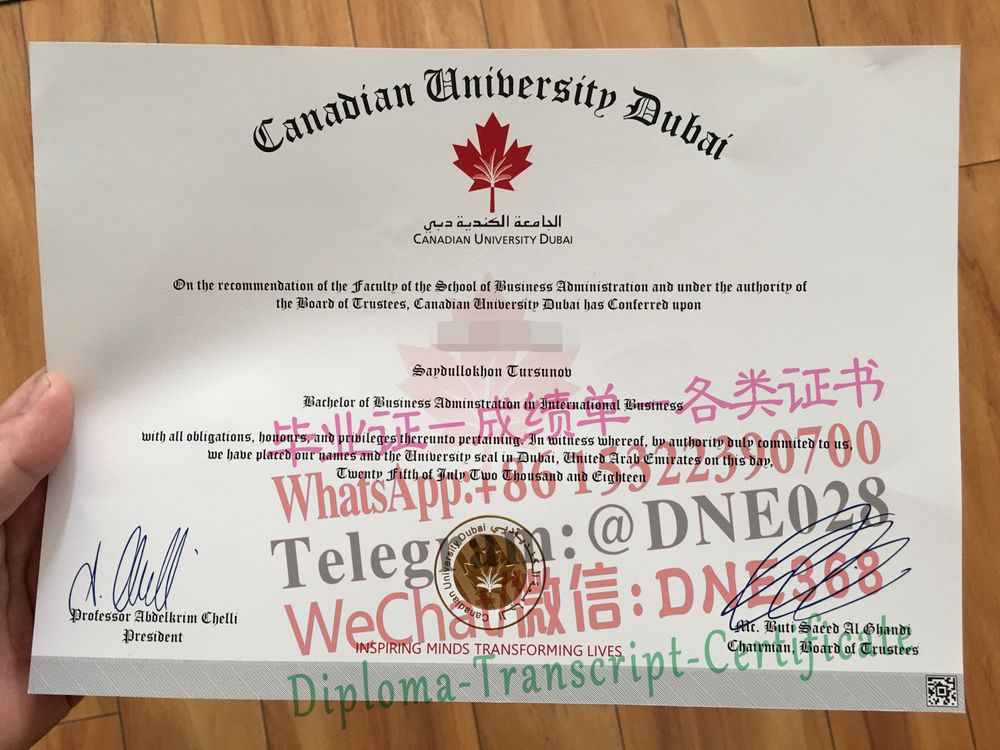 Canadian University Dubai
الجامعة الكندية دبي
CANADIAN UNIVERSITY DUBAI
On the recommendation of the Faculty of the School of Business Administration and under the authority of
the Board of Trustees, Canadian University Dubai has Conferred upon
Saydullokhon Tursunov
Bachelor of Business Adminstration in International Business
毕业证－成绩单－各类证书
with all obligations, honours, and privileges thereunto pertaining. In witness whereof, by authority duly commited to us,
we have placed our names and the University seal in Dubai, United Arab Emirates on this day,
Twenty Fifth of July Two Thousand and Eighteen
WhatsApp:+86 15322390700
Telegram:@DNE028
Canadian University Dubai
WeChat微信:DNE368
Professor Abdelkrim Chelli
President
Mr. Buti Saeed Al Ghandi
Chairman, Board of Trustees
INSPIRING MINDS TRANSFORMING LIVES
Diploma-Transcript-Certificate